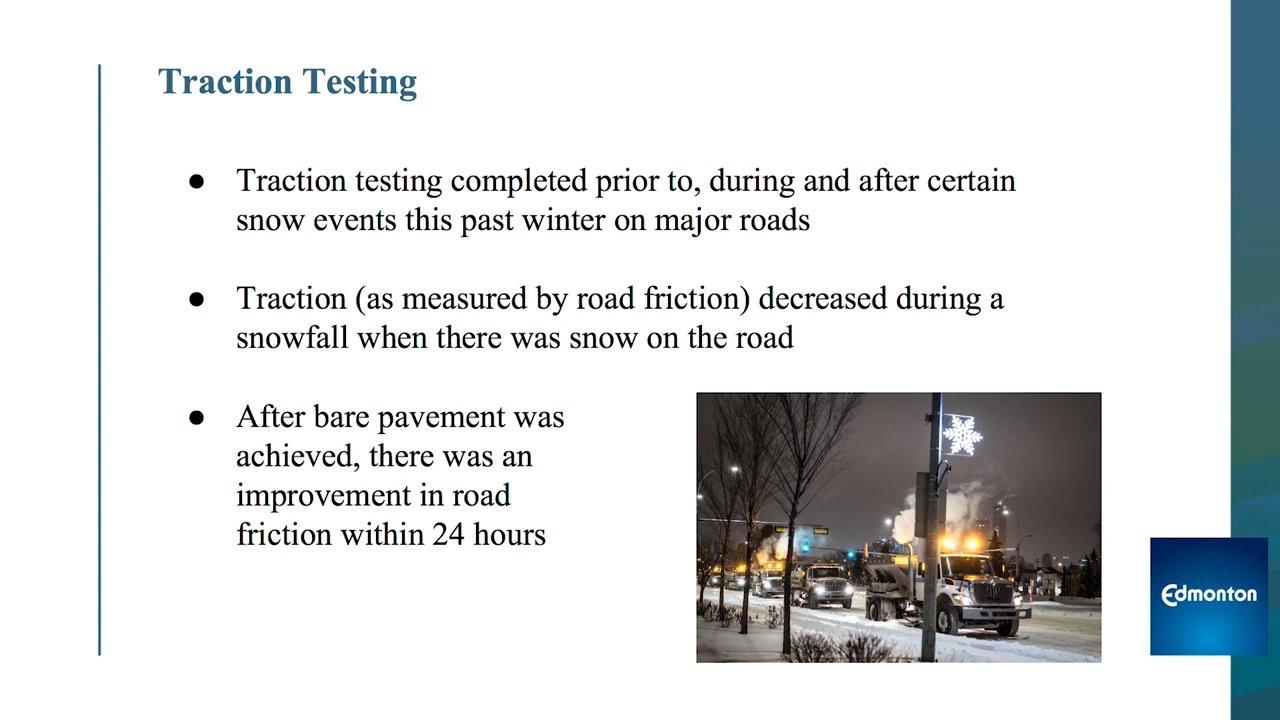 Traction Testing
● Traction testing completed prior to, during and after certain
snow events this past winter on major roads
● Traction (as measured by road friction) decreased during a
snowfall when there was snow on the road
● After bare pavement was
achieved, there was an
improvement in road
friction within 24 hours
Edmonton